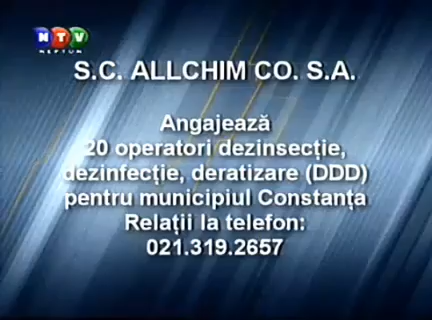 NTV
NEPTUN
S.C. ALLCHIM CO. S.A.
Angajează
20 operatori dezinsecție,
dezinfecție, deratizare (DDD)
pentru municipiul Constanța
Relații la telefon:
021.319.2657